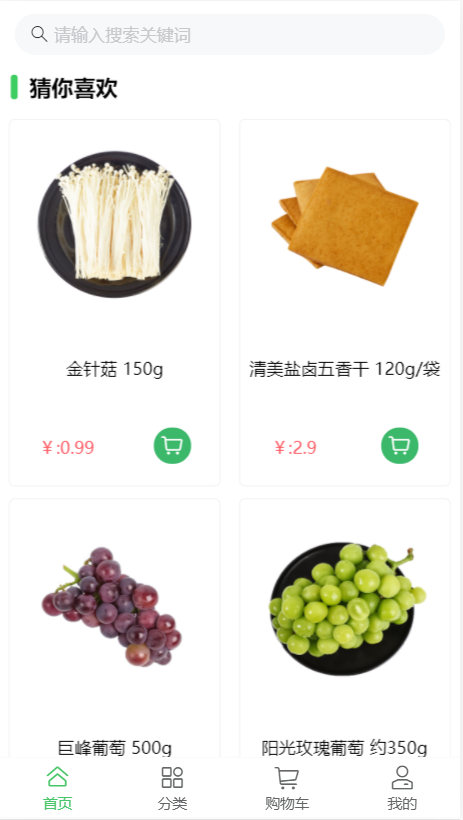 请输入搜索关键词
猜你喜欢
金针菇 150g
清美盐卤五香干 120g/袋
￥:0.99
￥:2.9
巨峰葡萄 500g
阳光玫瑰葡萄 约350g
首页
分类
购物车
我的